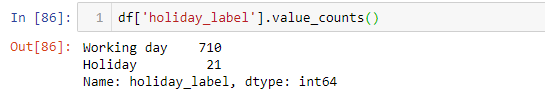 In [86]: 1 df['holiday_label'].value_counts()
Out[86]: Working day    710
Holiday         21
Name: holiday_label, dtype: int64